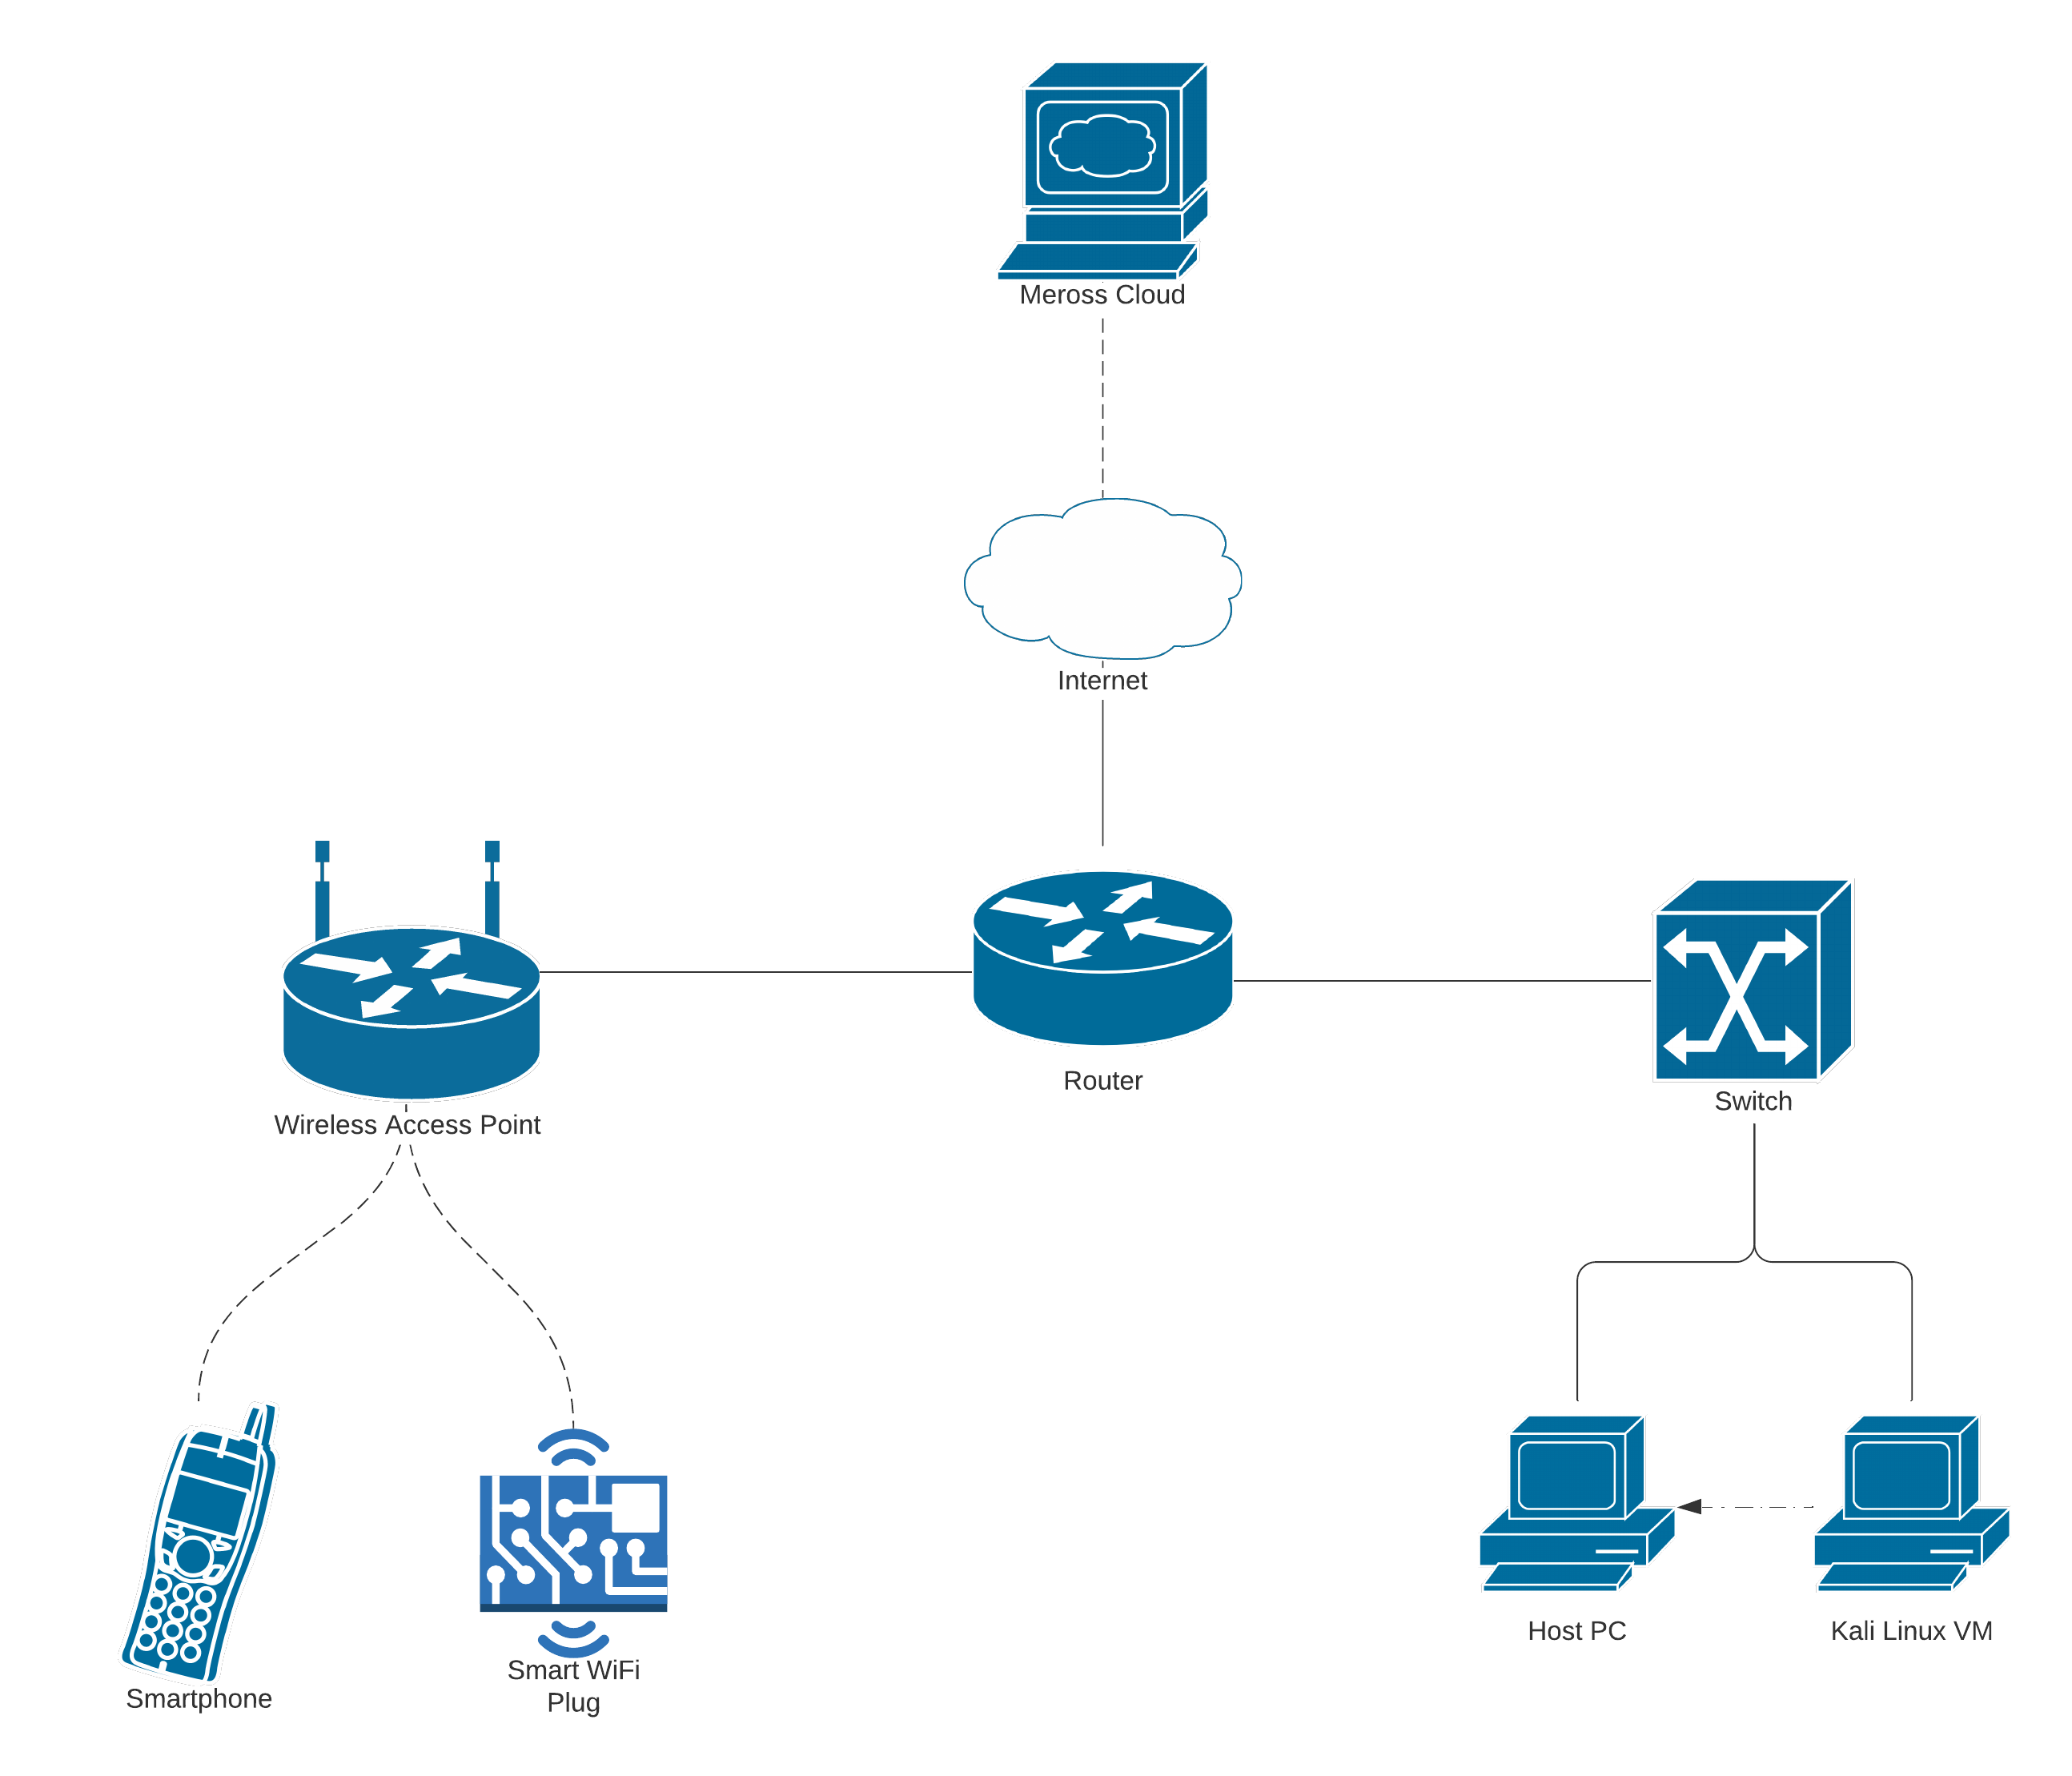 Meross Cloud
Internet
Router
Wireless Access Point
Switch
Host PC
Kali Linux VM
Smart WiFi
Plug
Smartphone